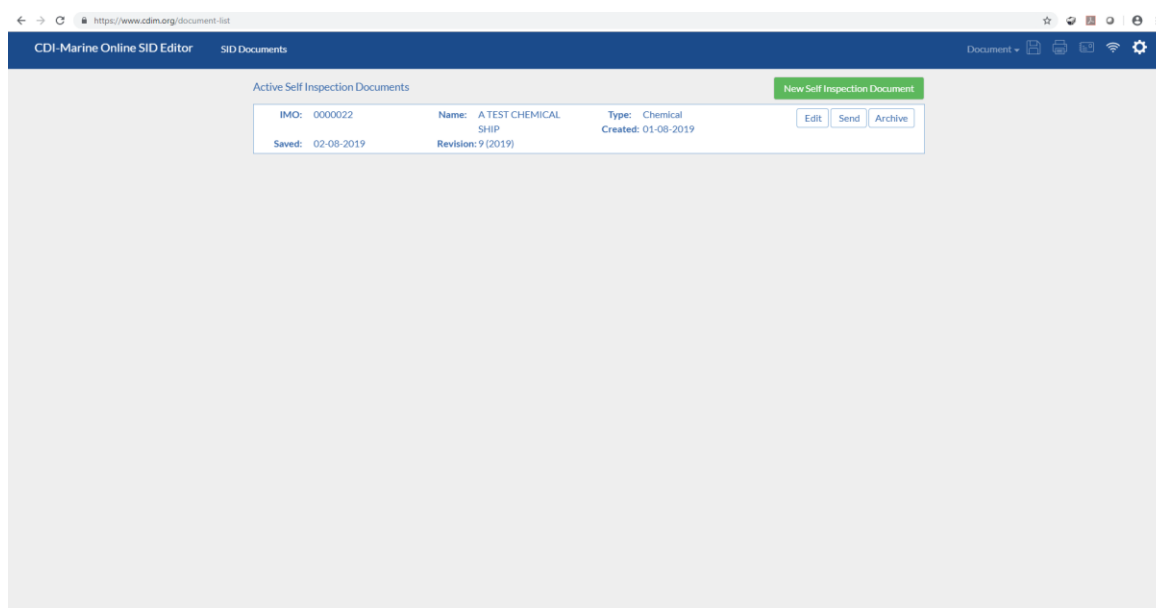 https://www.cdim.org/document-list
CDI-Marine Online SID Editor SID Documents Document
Active Self Inspection Documents New Self Inspection Document
IMO: 0000022 Name: A TEST CHEMICAL Type: Chemical Edit Send Archive
SHIP Created: 01-08-2019
Saved: 02-08-2019 Revision: 9 (2019)